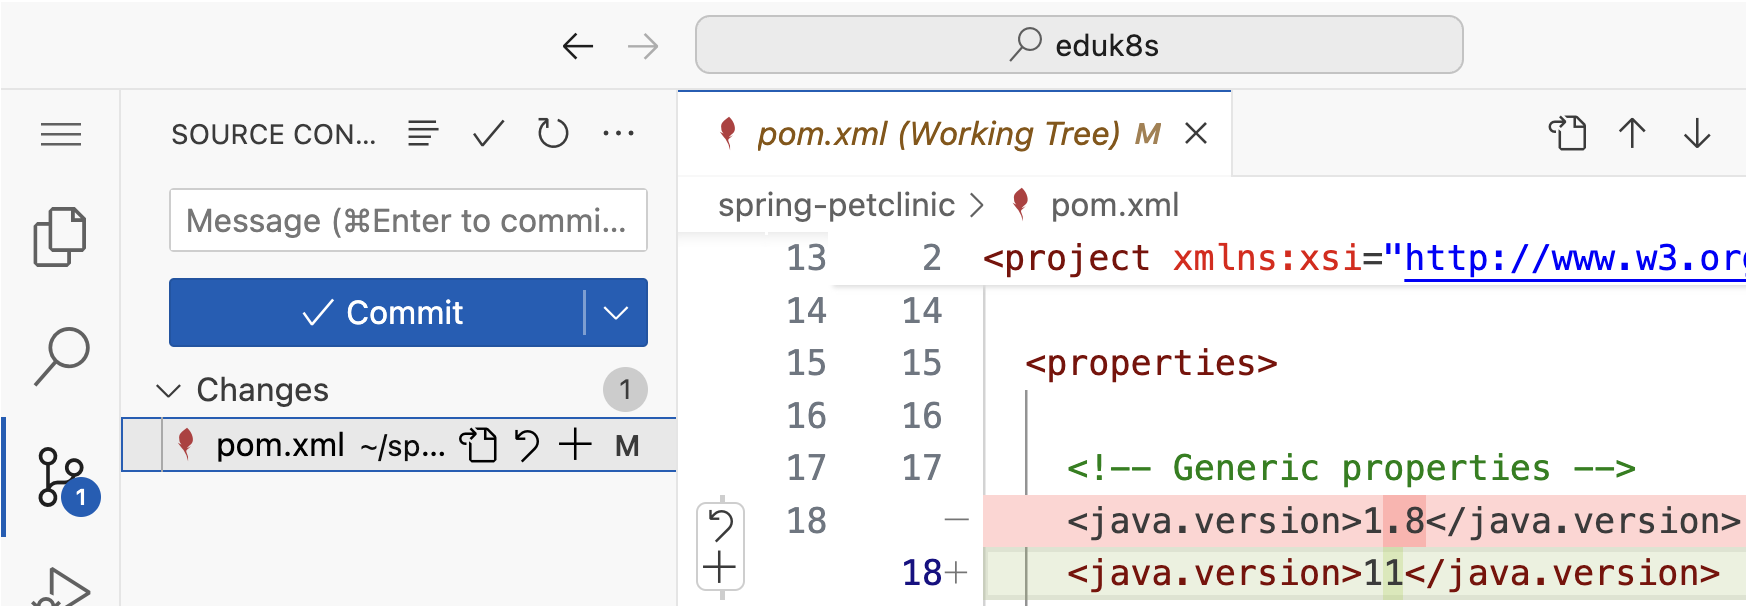 eduk8s
SOURCE CON...
pom.xml (Working Tree) M
Message (⌘Enter to commi...
spring-petclinic > pom.xml
Commit
Changes 1
pom.xml ~/sp... M
1
13 2 <project xmlns:xsi="http://www.w3.org
14 14
15 15 <properties>
16 16
17 17 <!-- Generic properties -->
18 — <java.version>1.8</java.version>
18+ <java.version>11</java.version>